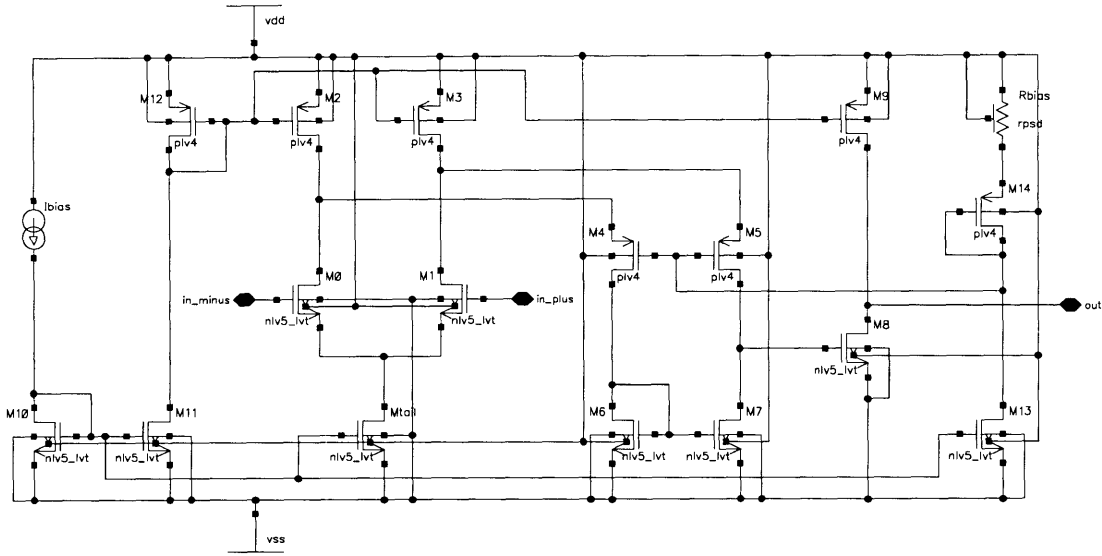 vdd
M12
M2
M3
M9
Rbias
rpsd
plv4
plv4
plv4
plv4
M14
Ibias
plv4
M4
M5
plv4
plv4
M0
M1
in_minus
in_plus
out
nlv5_lvt
nlv5_lvt
M8
nlv5_lvt
M10
M11
Mtail
M6
M7
M13
nlv5_lvt
nlv5_lvt
nlv5_lvt
nlv5_lvt
nlv5_lvt
nlv5_lvt
vss